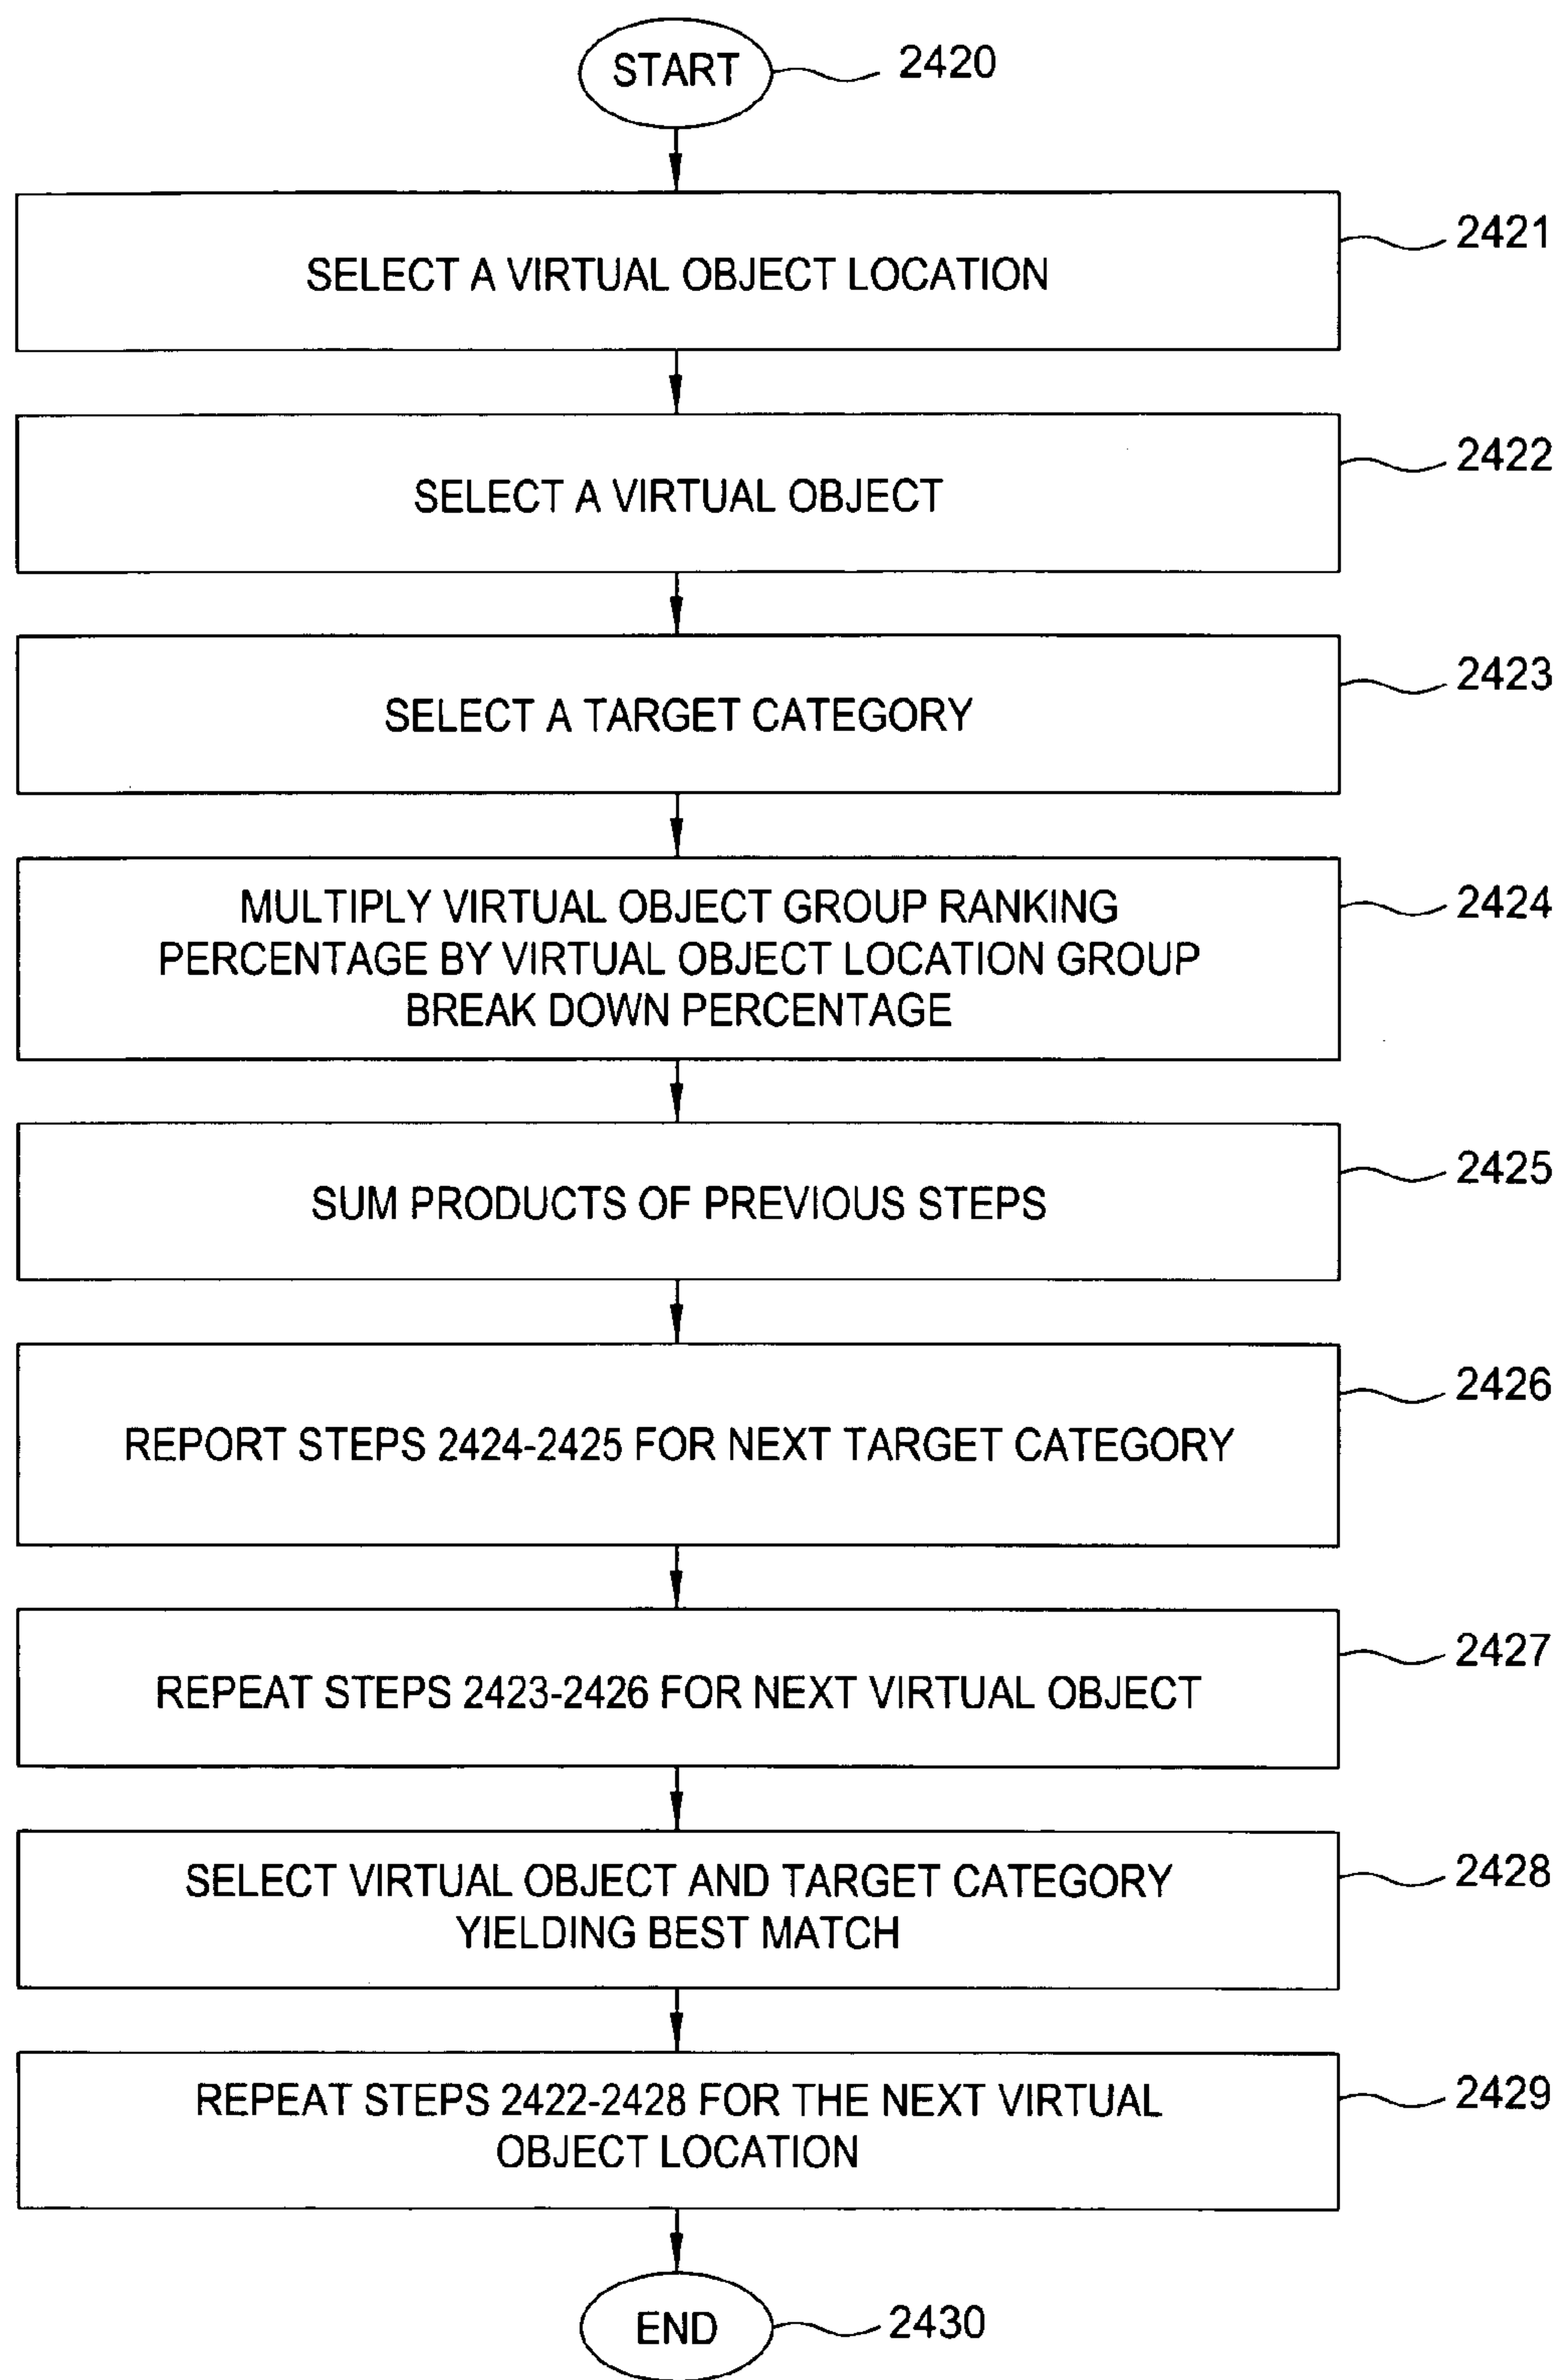 START
2420
2421
SELECT A VIRTUAL OBJECT LOCATION
2422
SELECT A VIRTUAL OBJECT
2423
SELECT A TARGET CATEGORY
2424
MULTIPLY VIRTUAL OBJECT GROUP RANKING
PERCENTAGE BY VIRTUAL OBJECT LOCATION GROUP
BREAK DOWN PERCENTAGE
2425
SUM PRODUCTS OF PREVIOUS STEPS
2426
REPORT STEPS 2424-2425 FOR NEXT TARGET CATEGORY
2427
REPEAT STEPS 2423-2426 FOR NEXT VIRTUAL OBJECT
2428
SELECT VIRTUAL OBJECT AND TARGET CATEGORY
YIELDING BEST MATCH
2429
REPEAT STEPS 2422-2428 FOR THE NEXT VIRTUAL
OBJECT LOCATION
END
2430